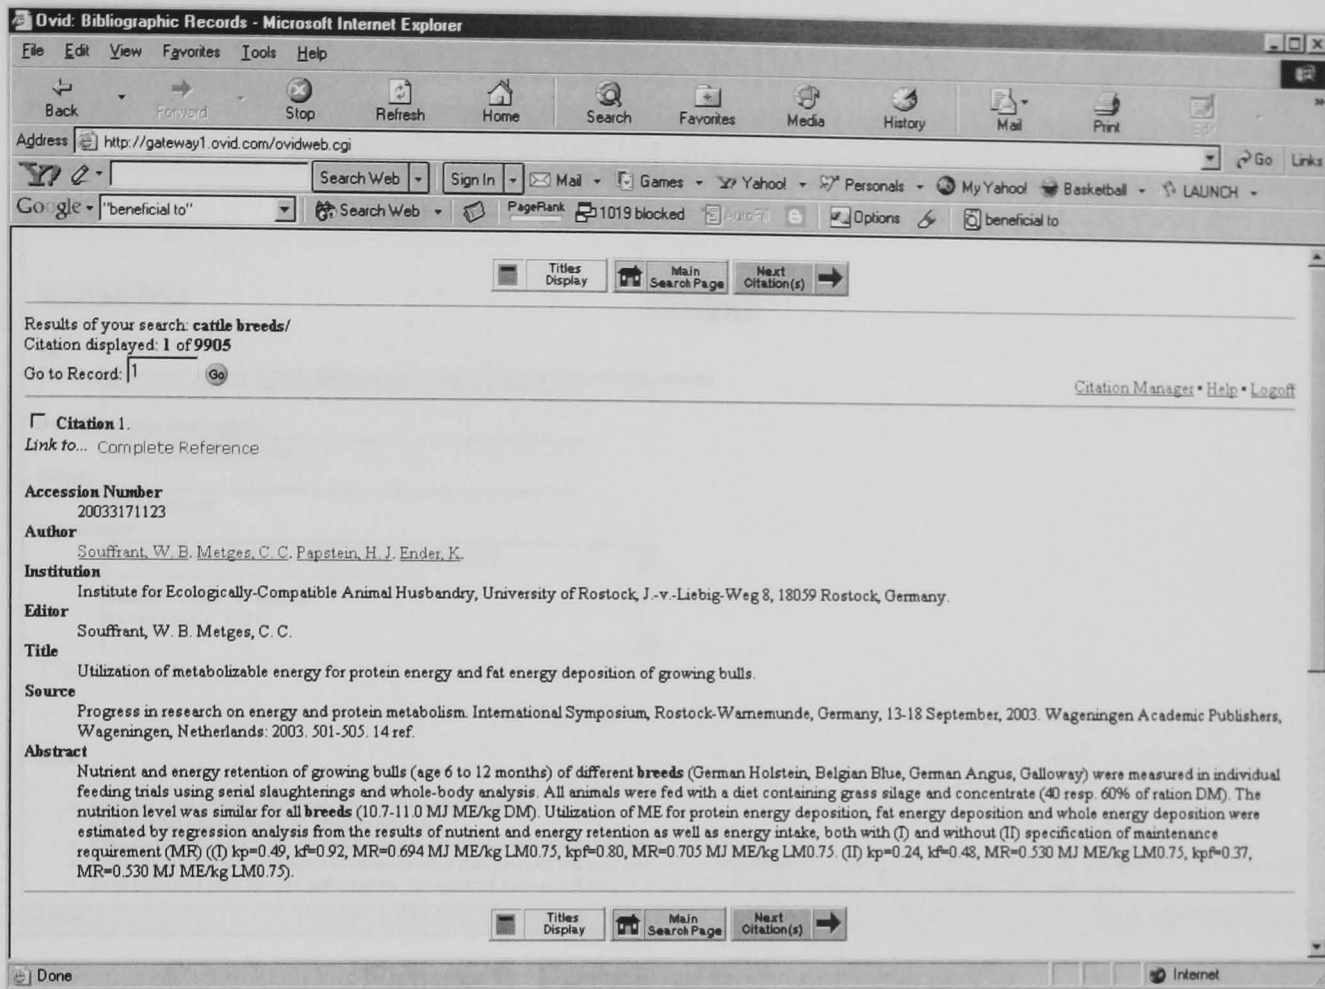 Ovid: Bibliographic Records - Microsoft Internet Explorer
File Edit View Favorites Tools Help
Back Forward Stop Refresh Home Search Favorites Media History Mail Print Edit
Address http://gateway1.ovid.com/ovidweb.cgi Go Links
Y! Search Web Sign In Mail Games Yahoo! Personals My Yahoo! Basketball LAUNCH
Google "beneficial to" Search Web PageRank 1019 blocked AutoFill Options beneficial to
Titles Display Main Search Page Next Citation(s)
Results of your search: cattle breeds/
Citation displayed: 1 of 9905
Go to Record: 1 Go
Citation Manager • Help • Logoff
Citation 1.
Link to... Complete Reference
Accession Number
20033171123
Author
Souffrant, W. B. Metges, C. C. Papstein, H. J. Ender, K.
Institution
Institute for Ecologically-Compatible Animal Husbandry, University of Rostock, J.-v.-Liebig-Weg 8, 18059 Rostock, Germany.
Editor
Souffrant, W. B. Metges, C. C.
Title
Utilization of metabolizable energy for protein energy and fat energy deposition of growing bulls.
Source
Progress in research on energy and protein metabolism. International Symposium, Rostock-Warnemunde, Germany, 13-18 September, 2003. Wageningen Academic Publishers,
Wageningen, Netherlands: 2003. 501-505. 14 ref.
Abstract
Nutrient and energy retention of growing bulls (age 6 to 12 months) of different breeds (German Holstein, Belgian Blue, German Angus, Galloway) were measured in individual
feeding trials using serial slaughterings and whole-body analysis. All animals were fed with a diet containing grass silage and concentrate (40 resp. 60% of ration DM). The
nutrition level was similar for all breeds (10.7-11.0 MJ ME/kg DM). Utilization of ME for protein energy deposition, fat energy deposition and whole energy deposition were
estimated by regression analysis from the results of nutrient and energy retention as well as energy intake, both with (I) and without (II) specification of maintenance
requirement (MR) ((I) kp=0.49, kf=0.92, MR=0.694 MJ ME/kg LM0.75, kpf=0.80, MR=0.705 MJ ME/kg LM0.75. (II) kp=0.24, kf=0.48, MR=0.530 MJ ME/kg LM0.75, kpf=0.37,
MR=0.530 MJ ME/kg LM0.75).
Titles Display Main Search Page Next Citation(s)
Done Internet